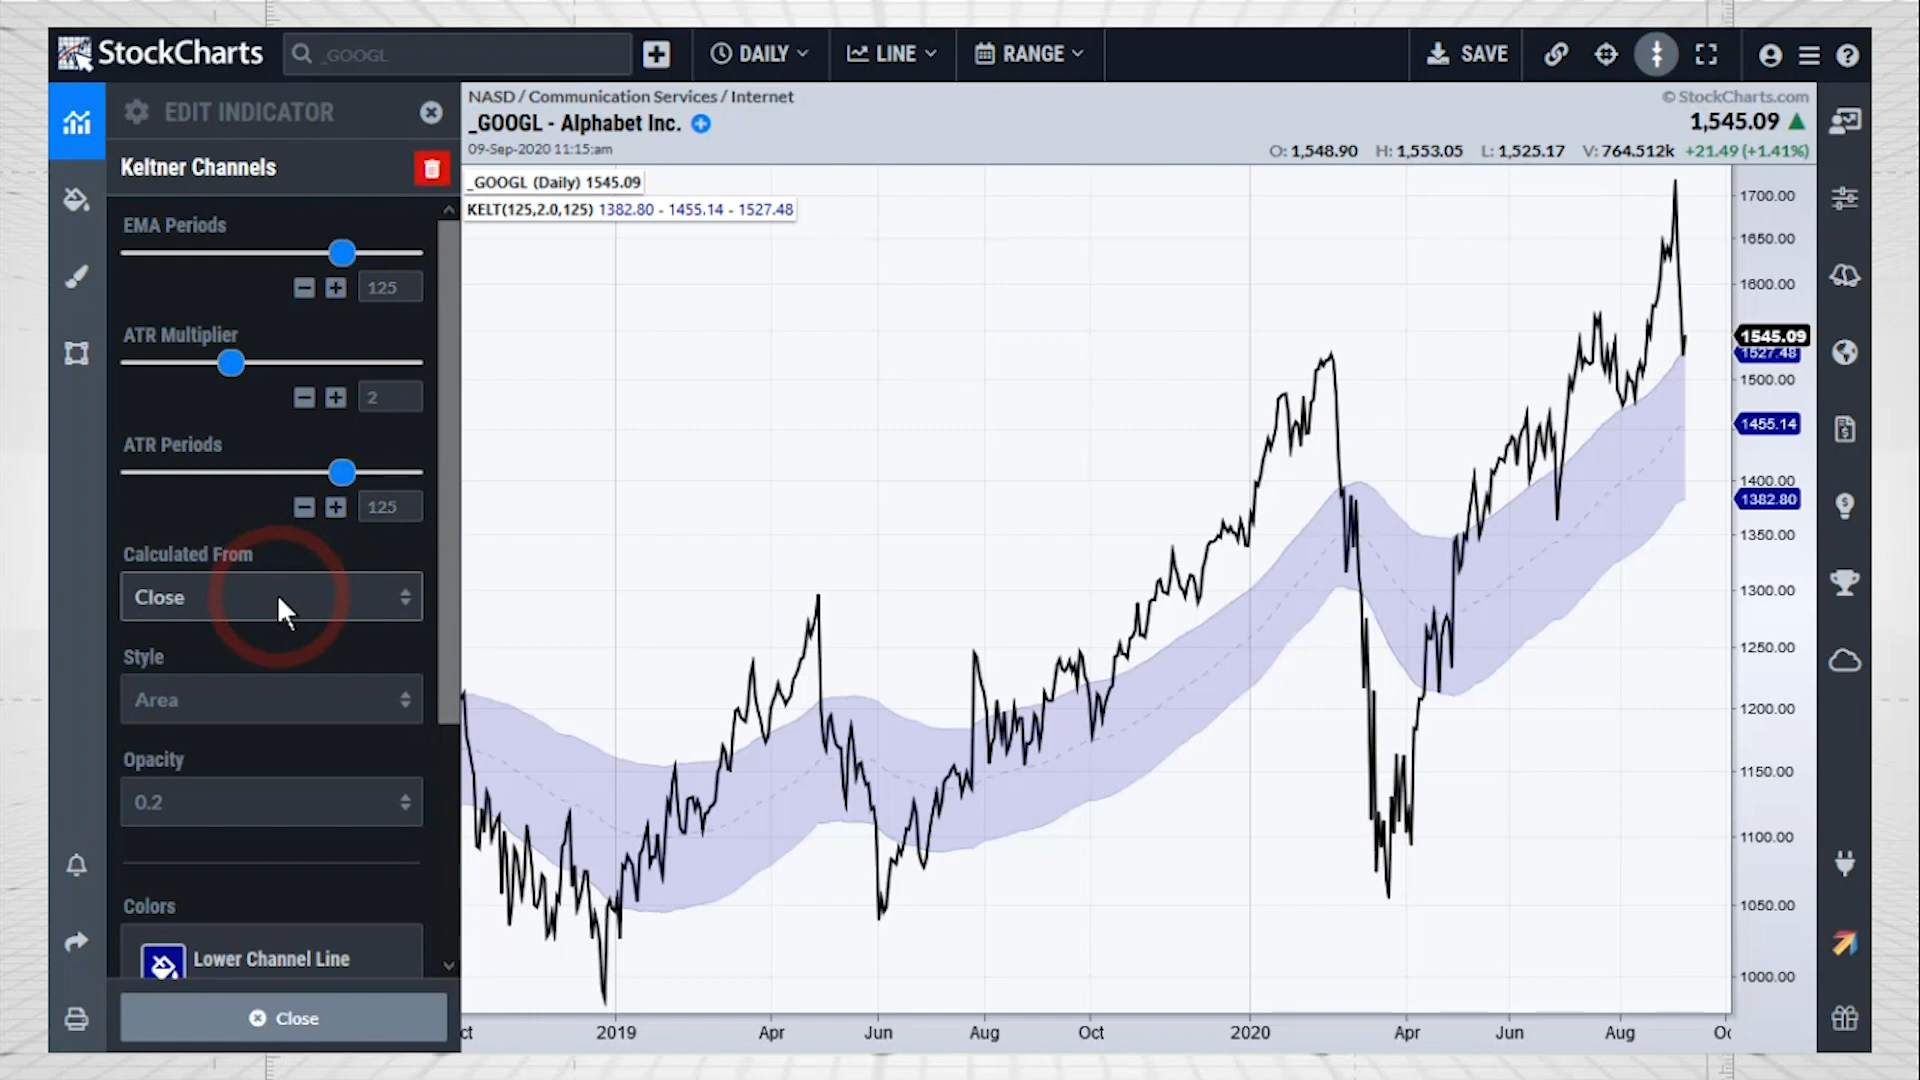 StockCharts
_GOOGL
DAILY
LINE
RANGE
SAVE
EDIT INDICATOR
Keltner Channels
EMA Periods
125
ATR Multiplier
2
ATR Periods
125
Calculated From
Close
Style
Area
Opacity
0.2
Colors
Lower Channel Line
Close
NASD / Communication Services / Internet
© StockCharts.com
_GOOGL - Alphabet Inc.
1,545.09
09-Sep-2020 11:15am
O: 1,548.90 H: 1,553.05 L: 1,525.17 V: 764.512k +21.49 (+1.41%)
_GOOGL (Daily) 1545.09
KELT(125,2.0,125) 1382.80 - 1455.14 - 1527.48
1700.00
1650.00
1600.00
1545.09
1527.48
1500.00
1455.14
1400.00
1382.80
1350.00
1300.00
1250.00
1200.00
1150.00
1100.00
1050.00
1000.00
ct 2019 Apr Jun Aug Oct 2020 Apr Jun Aug Oc